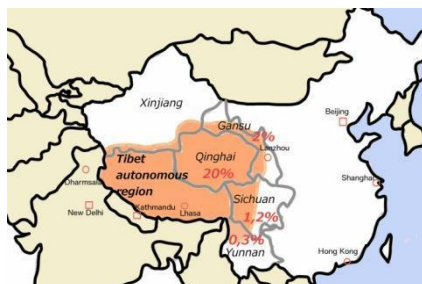 Xinjiang
Gansu
2%
Beijing
Lanzhou
Tibet
autonomous
region
Qinghai
20%
Dharmsala
Shanghai
Sichuan
New Delhi
Kathmandu
Lhasa
1,2%
0,3%
Yunnan
Hong Kong